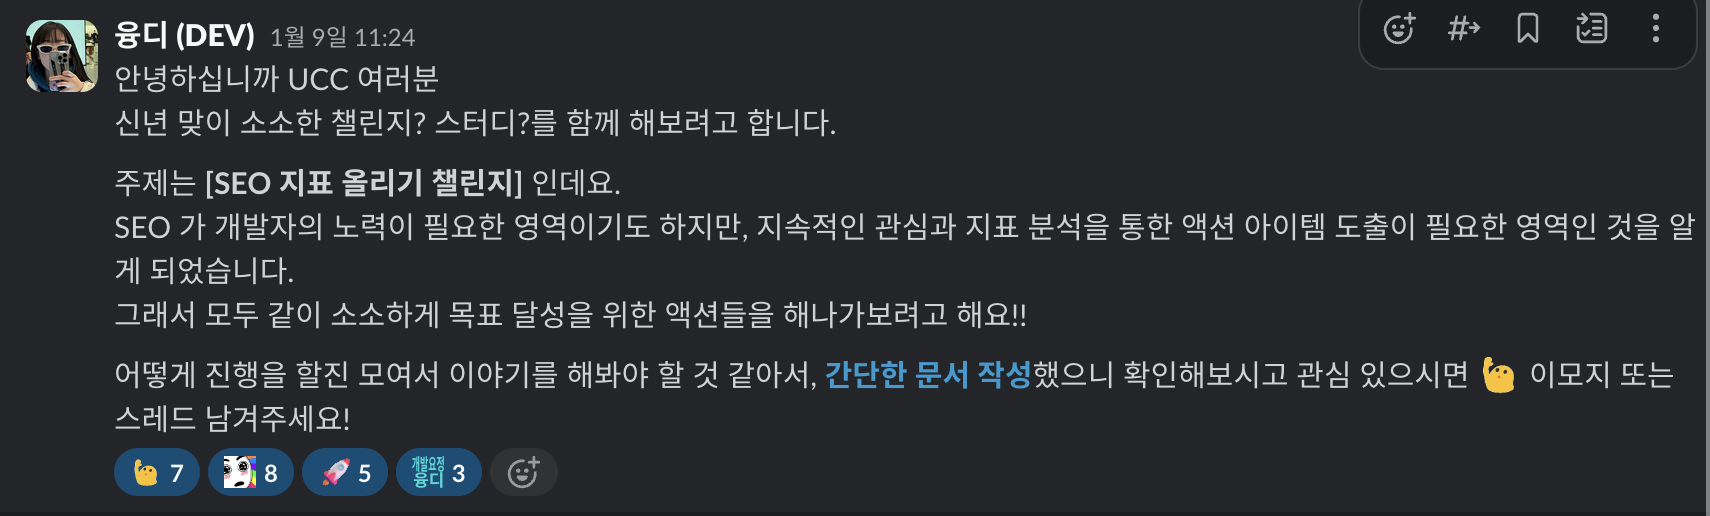 융디 (DEV) 1월 9일 11:24
안녕하십니까 UCC 여러분
신년 맞이 소소한 챌린지? 스터디?를 함께 해보려고 합니다.
주제는 [SEO 지표 올리기 챌린지] 인데요.
SEO 가 개발자의 노력이 필요한 영역이기도 하지만, 지속적인 관심과 지표 분석을 통한 액션 아이템 도출이 필요한 영역인 것을 알
게 되었습니다.
그래서 모두 같이 소소하게 목표 달성을 위한 액션들을 해나가보려고 해요!!
어떻게 진행을 할진 모여서 이야기를 해봐야 할 것 같아서, 간단한 문서 작성했으니 확인해보시고 관심 있으시면 이모지 또는
스레드 남겨주세요!
7 8 5 개발요정 융디 3